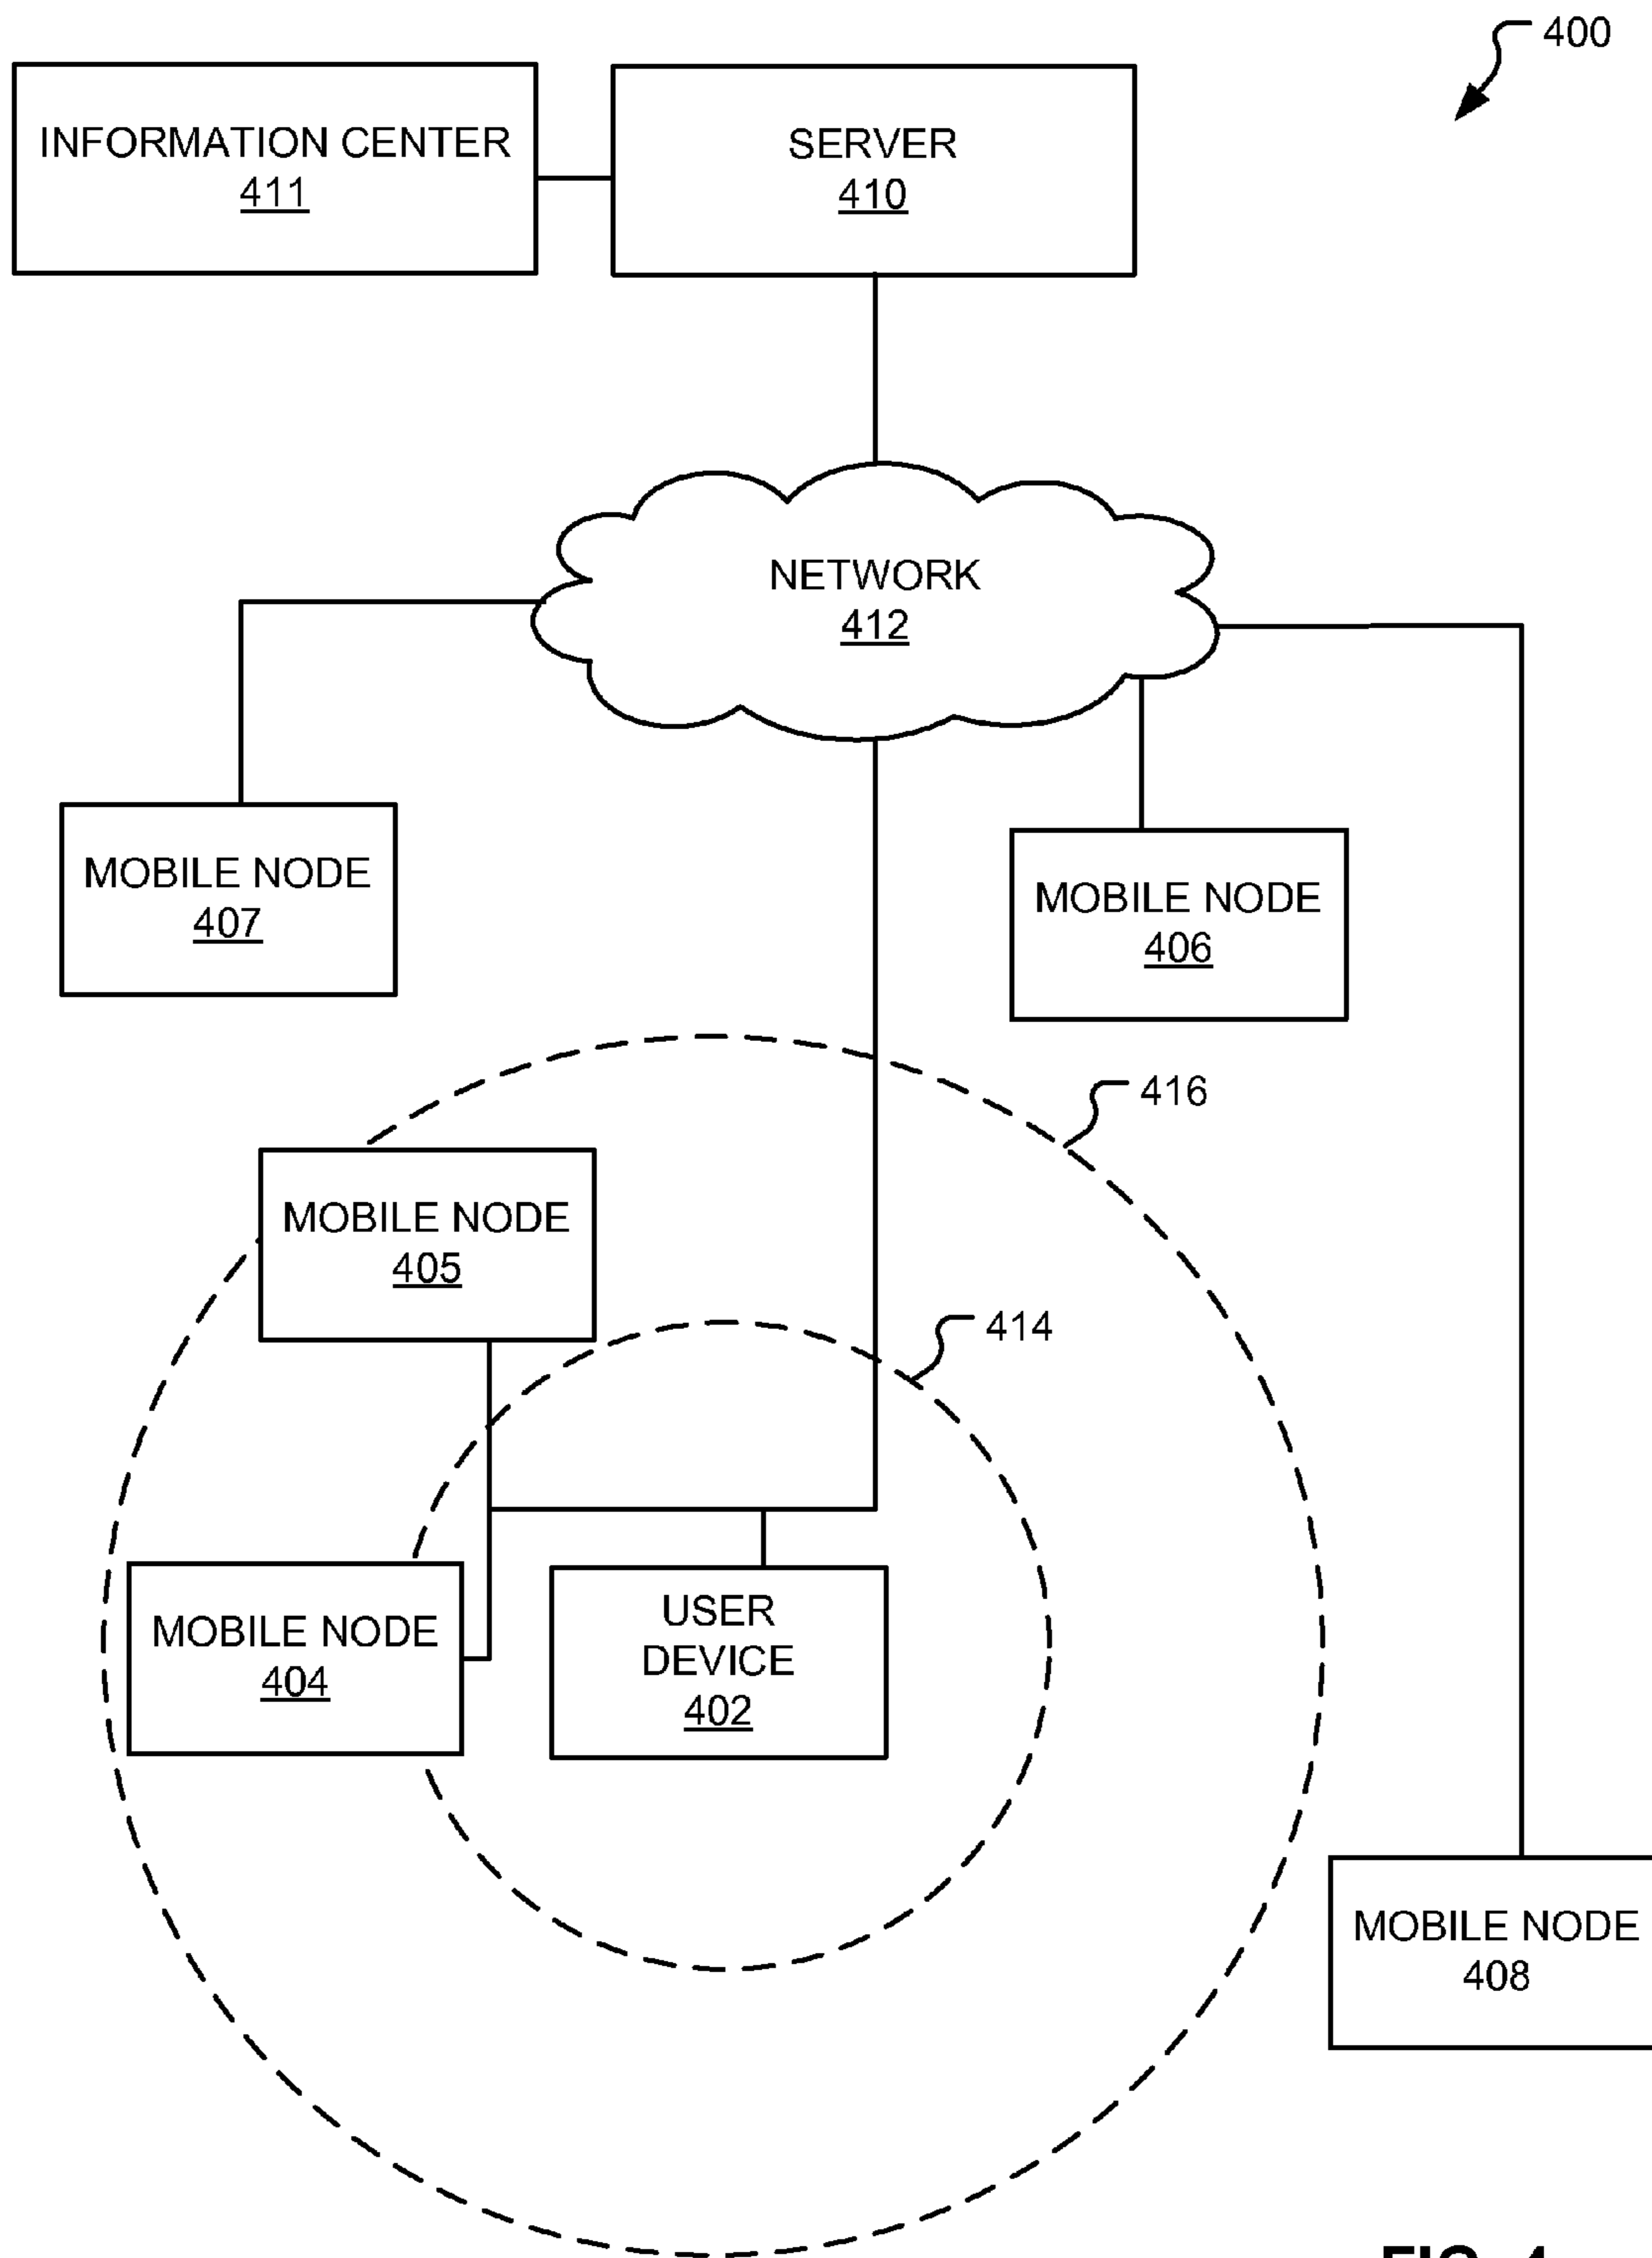 400
INFORMATION CENTER
411
SERVER
410
NETWORK
412
MOBILE NODE
407
MOBILE NODE
406
416
MOBILE NODE
405
414
MOBILE NODE
404
USER
DEVICE
402
MOBILE NODE
408